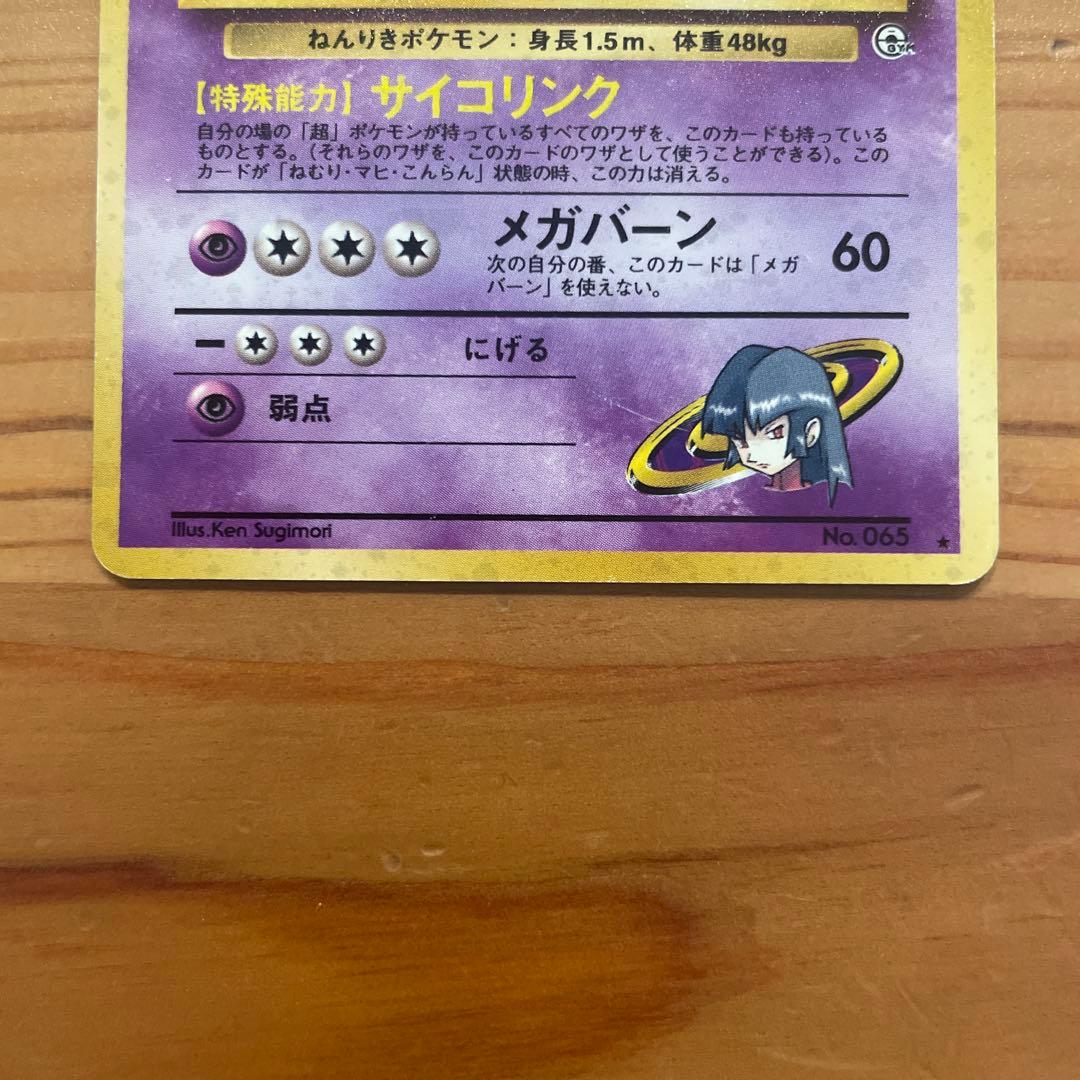 ねんりきポケモン：身長1.5m、体重48kg
GYM
【特殊能力】サイコリンク
自分の場の「超」ポケモンが持っているすべてのワザを、このカードも持っている
ものとする。（それらのワザを、このカードのワザとして使うことができる）。この
カードが「ねむり・マヒ・こんらん」状態の時、この力は消える。
メガバーン 60
次の自分の番、このカードは「メガ
バーン」を使えない。
ー にげる
弱点
Illus.Ken Sugimori
No. 065 ★